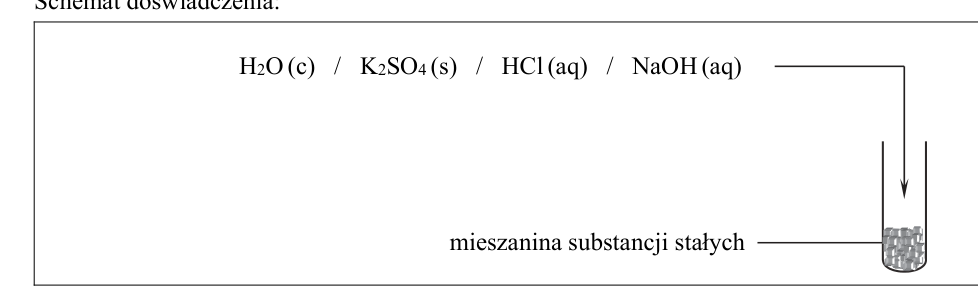 Schemat doświadczenia:
H₂O (c) / K₂SO₄ (s) / HCl (aq) / NaOH (aq)
mieszanina substancji stałych